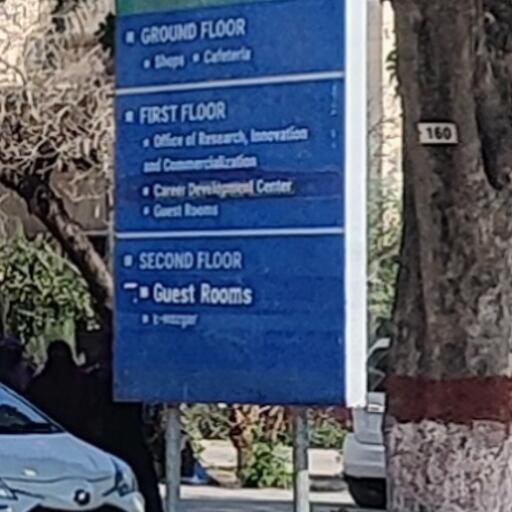 GROUND FLOOR
Shops Cafeteria
FIRST FLOOR
Office of Research, Innovation
and Commercialization
Career Development Center
Guest Rooms
SECOND FLOOR
Guest Rooms
160